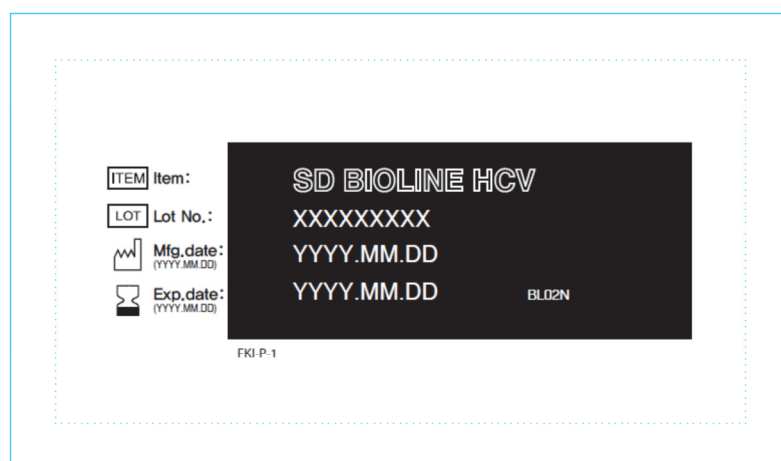 ITEM Item: SD BIOLINE HCV
LOT Lot No.: XXXXXXXXX
Mfg.date: YYYY.MM.DD
(YYYY.MM.DD)
Exp.date: YYYY.MM.DD BL02N
(YYYY.MM.DD)
FKI-P-1